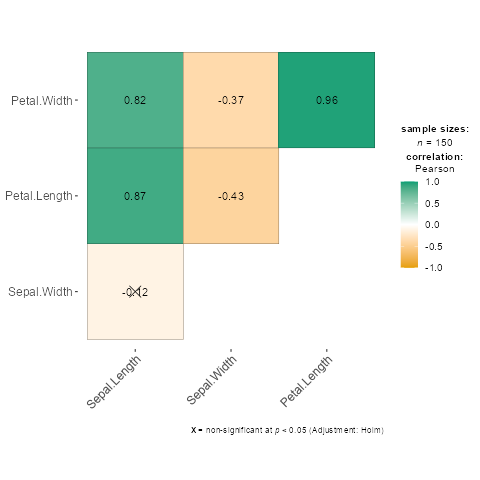 Petal.Width
0.82
-0.37
0.96
sample sizes:
n = 150
correlation:
Pearson
1.0
0.5
0.0
-0.5
-1.0
Petal.Length
0.87
-0.43
Sepal.Width
-0.12
Sepal.Length
Sepal.Width
Petal.Length
X = non-significant at p < 0.05 (Adjustment: Holm)